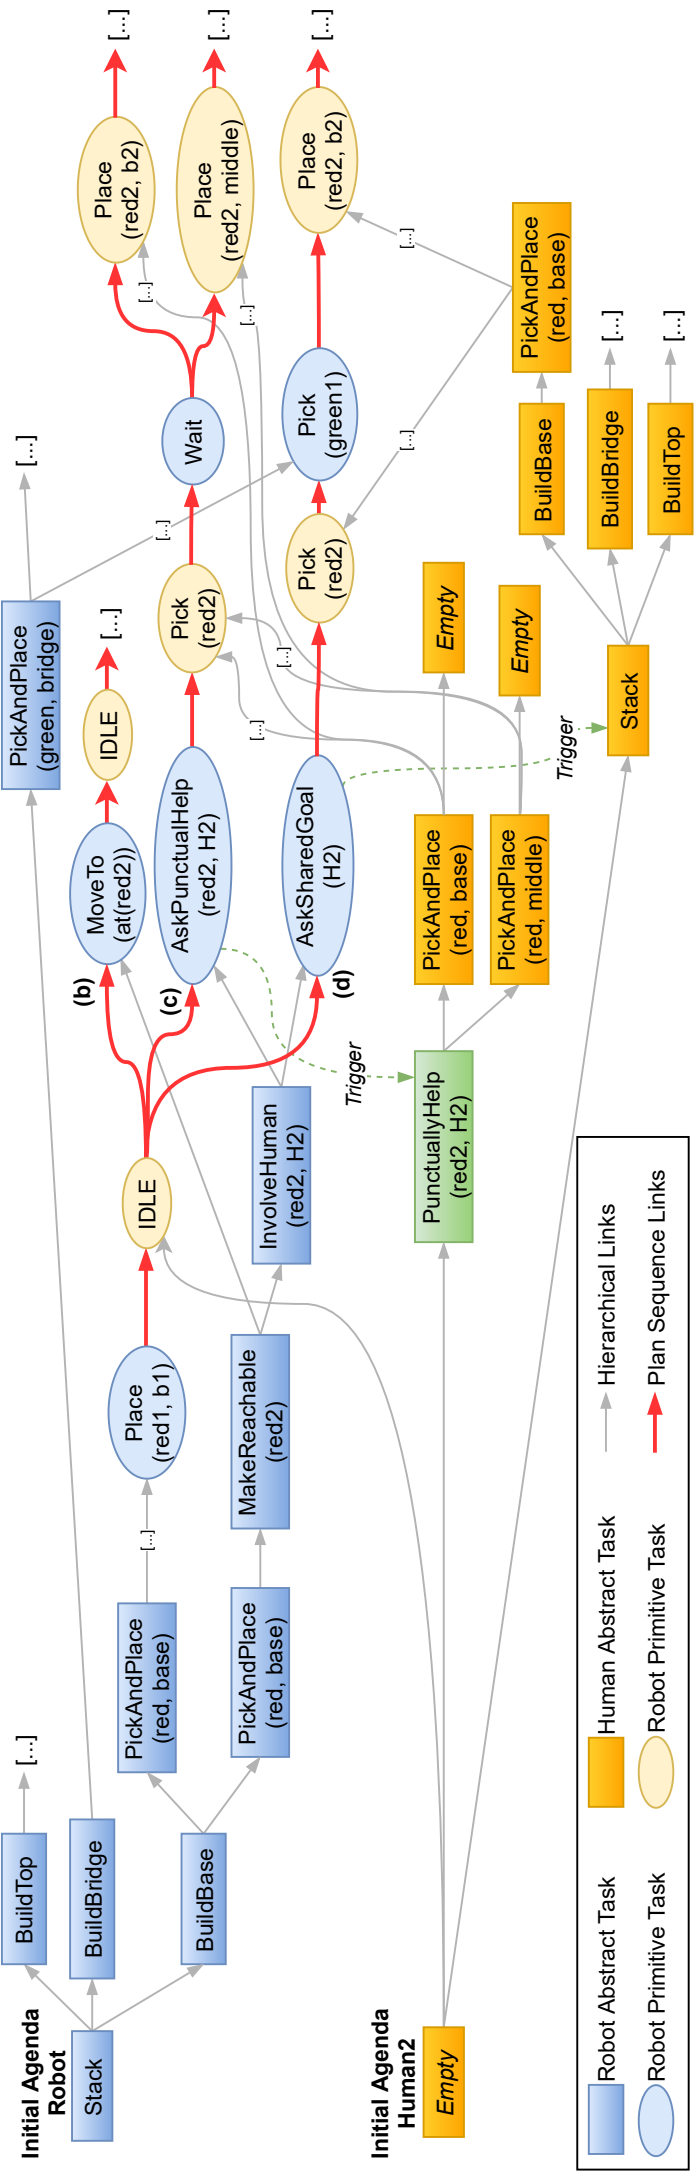 Initial Agenda
Robot
Stack
BuildTop
[...]
BuildBridge
BuildBase
PickAndPlace
(red, base)
PickAndPlace
(red, base)
[...]
Place
(red1, b1)
MakeReachable
(red2)
IDLE
InvolveHuman
(red2, H2)
(b)
MoveTo
(at(red2))
IDLE
[...]
PickAndPlace
(green, bridge)
[...]
[...]
(c)
AskPunctualHelp
(red2, H2)
Pick
(red2)
Wait
Place
(red2, b2)
[...]
Place
(red2, middle)
[...]
[...]
[...]
[...]
[...]
(d)
AskSharedGoal
(H2)
Pick
(red2)
Pick
(green1)
Place
(red2, b2)
[...]
[...]
[...]
Initial Agenda
Human2
Empty
Trigger
PunctuallyHelp
(red2, H2)
PickAndPlace
(red, base)
Empty
PickAndPlace
(red, middle)
Empty
Trigger
Stack
BuildBase
PickAndPlace
(red, base)
BuildBridge
[...]
BuildTop
[...]
Robot Abstract Task
Human Abstract Task
Hierarchical Links
Robot Primitive Task
Robot Primitive Task
Plan Sequence Links